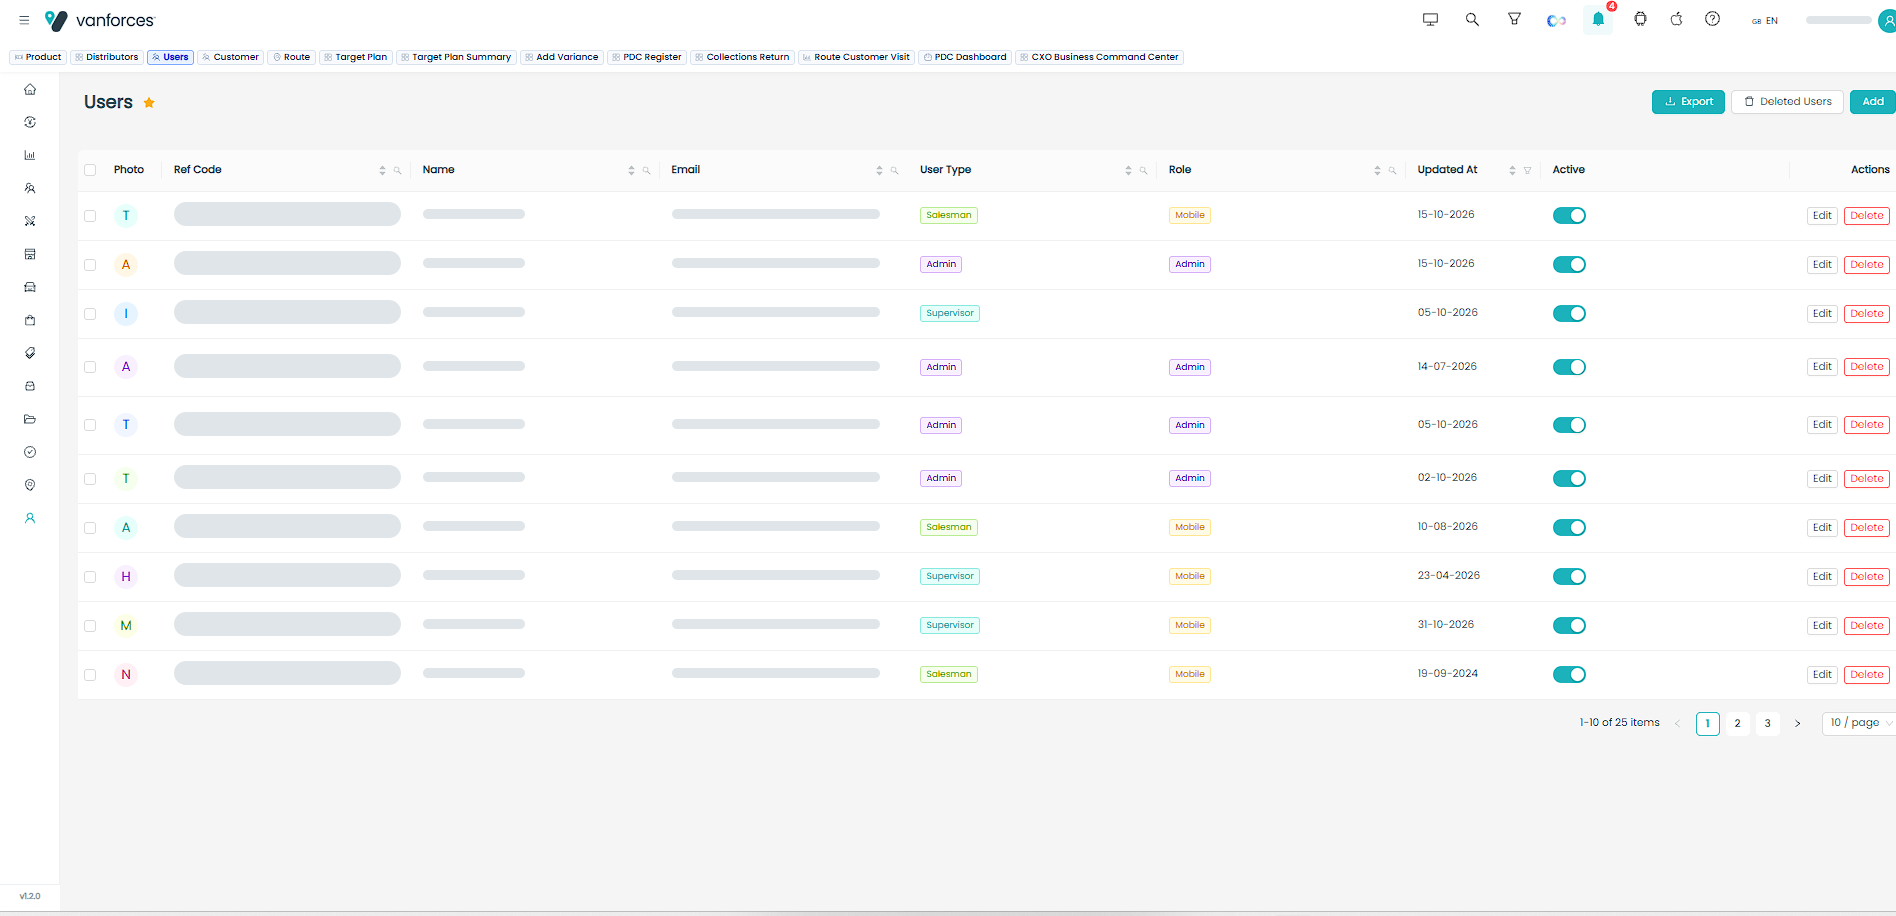 vanforces
4
GB EN
Product Distributors Users Customer Route Target Plan Target Plan Summary Add Variance PDC Register Collections Return Route Customer Visit PDC Dashboard CXO Business Command Center
Users
Export Deleted Users Add
Photo Ref Code Name Email User Type Role Updated At Active Actions
T Salesman Mobile 15-10-2026 Edit Delete
A Admin Admin 15-10-2026 Edit Delete
I Supervisor 05-10-2026 Edit Delete
A Admin Admin 14-07-2026 Edit Delete
T Admin Admin 05-10-2026 Edit Delete
T Admin Admin 02-10-2026 Edit Delete
A Salesman Mobile 10-08-2026 Edit Delete
H Supervisor Mobile 23-04-2026 Edit Delete
M Supervisor Mobile 31-10-2026 Edit Delete
N Salesman Mobile 19-09-2024 Edit Delete
1-10 of 25 items < 1 2 3 > 10 / page
v1.2.0